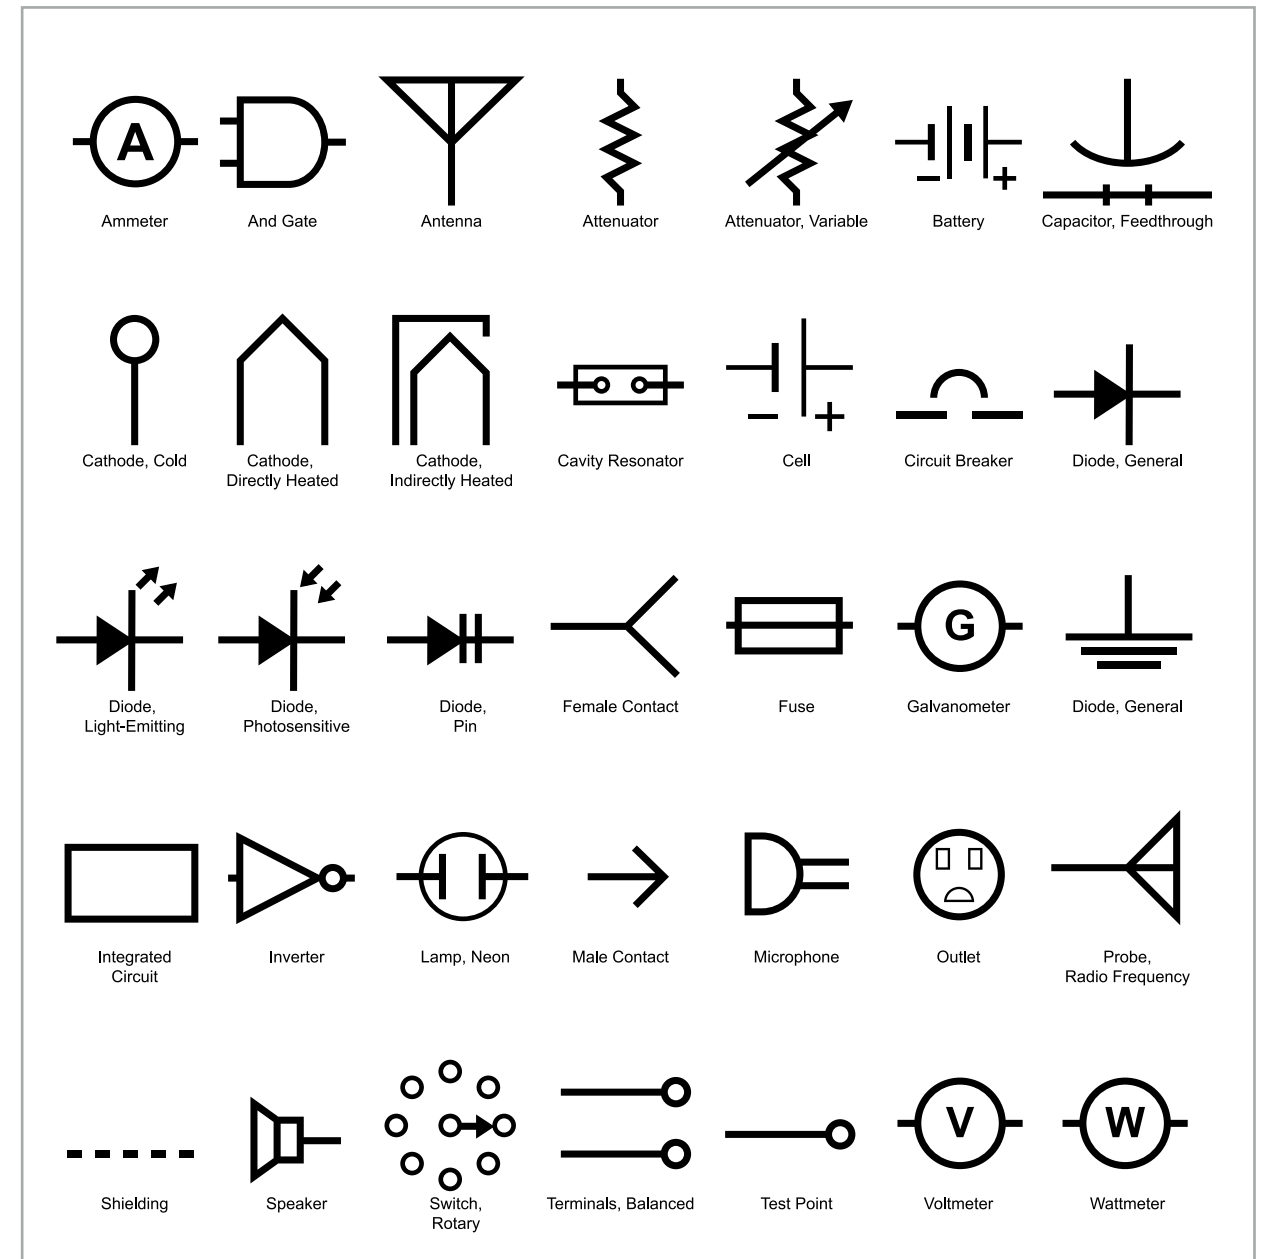 A
Ammeter
And Gate
Antenna
Attenuator
Attenuator, Variable
Battery
Capacitor, Feedthrough
Cathode, Cold
Cathode,
Directly Heated
Cathode,
Indirectly Heated
Cavity Resonator
Cell
Circuit Breaker
Diode, General
Diode,
Light-Emitting
Diode,
Photosensitive
Diode,
Pin
Female Contact
Fuse
G
Galvanometer
Diode, General
Integrated
Circuit
Inverter
Lamp, Neon
Male Contact
Microphone
Outlet
Probe,
Radio Frequency
Shielding
Speaker
Switch,
Rotary
Terminals, Balanced
Test Point
V
Voltmeter
W
Wattmeter